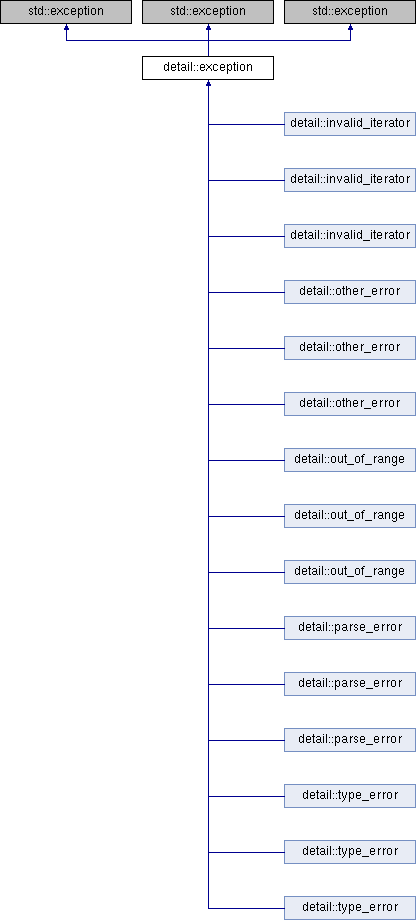 std::exception
std::exception
std::exception
detail::exception
detail::invalid_iterator
detail::invalid_iterator
detail::invalid_iterator
detail::other_error
detail::other_error
detail::other_error
detail::out_of_range
detail::out_of_range
detail::out_of_range
detail::parse_error
detail::parse_error
detail::parse_error
detail::type_error
detail::type_error
detail::type_error